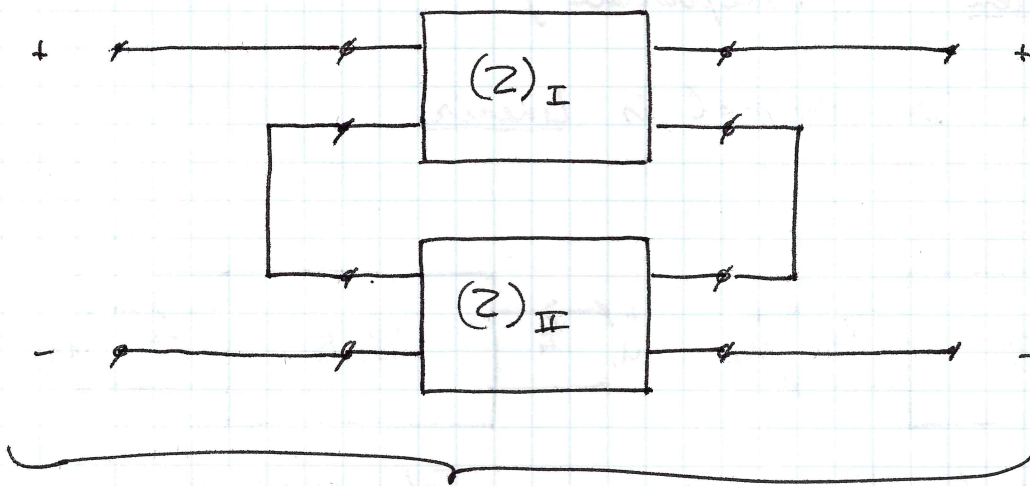 + (Z) I +
(Z) II
- -